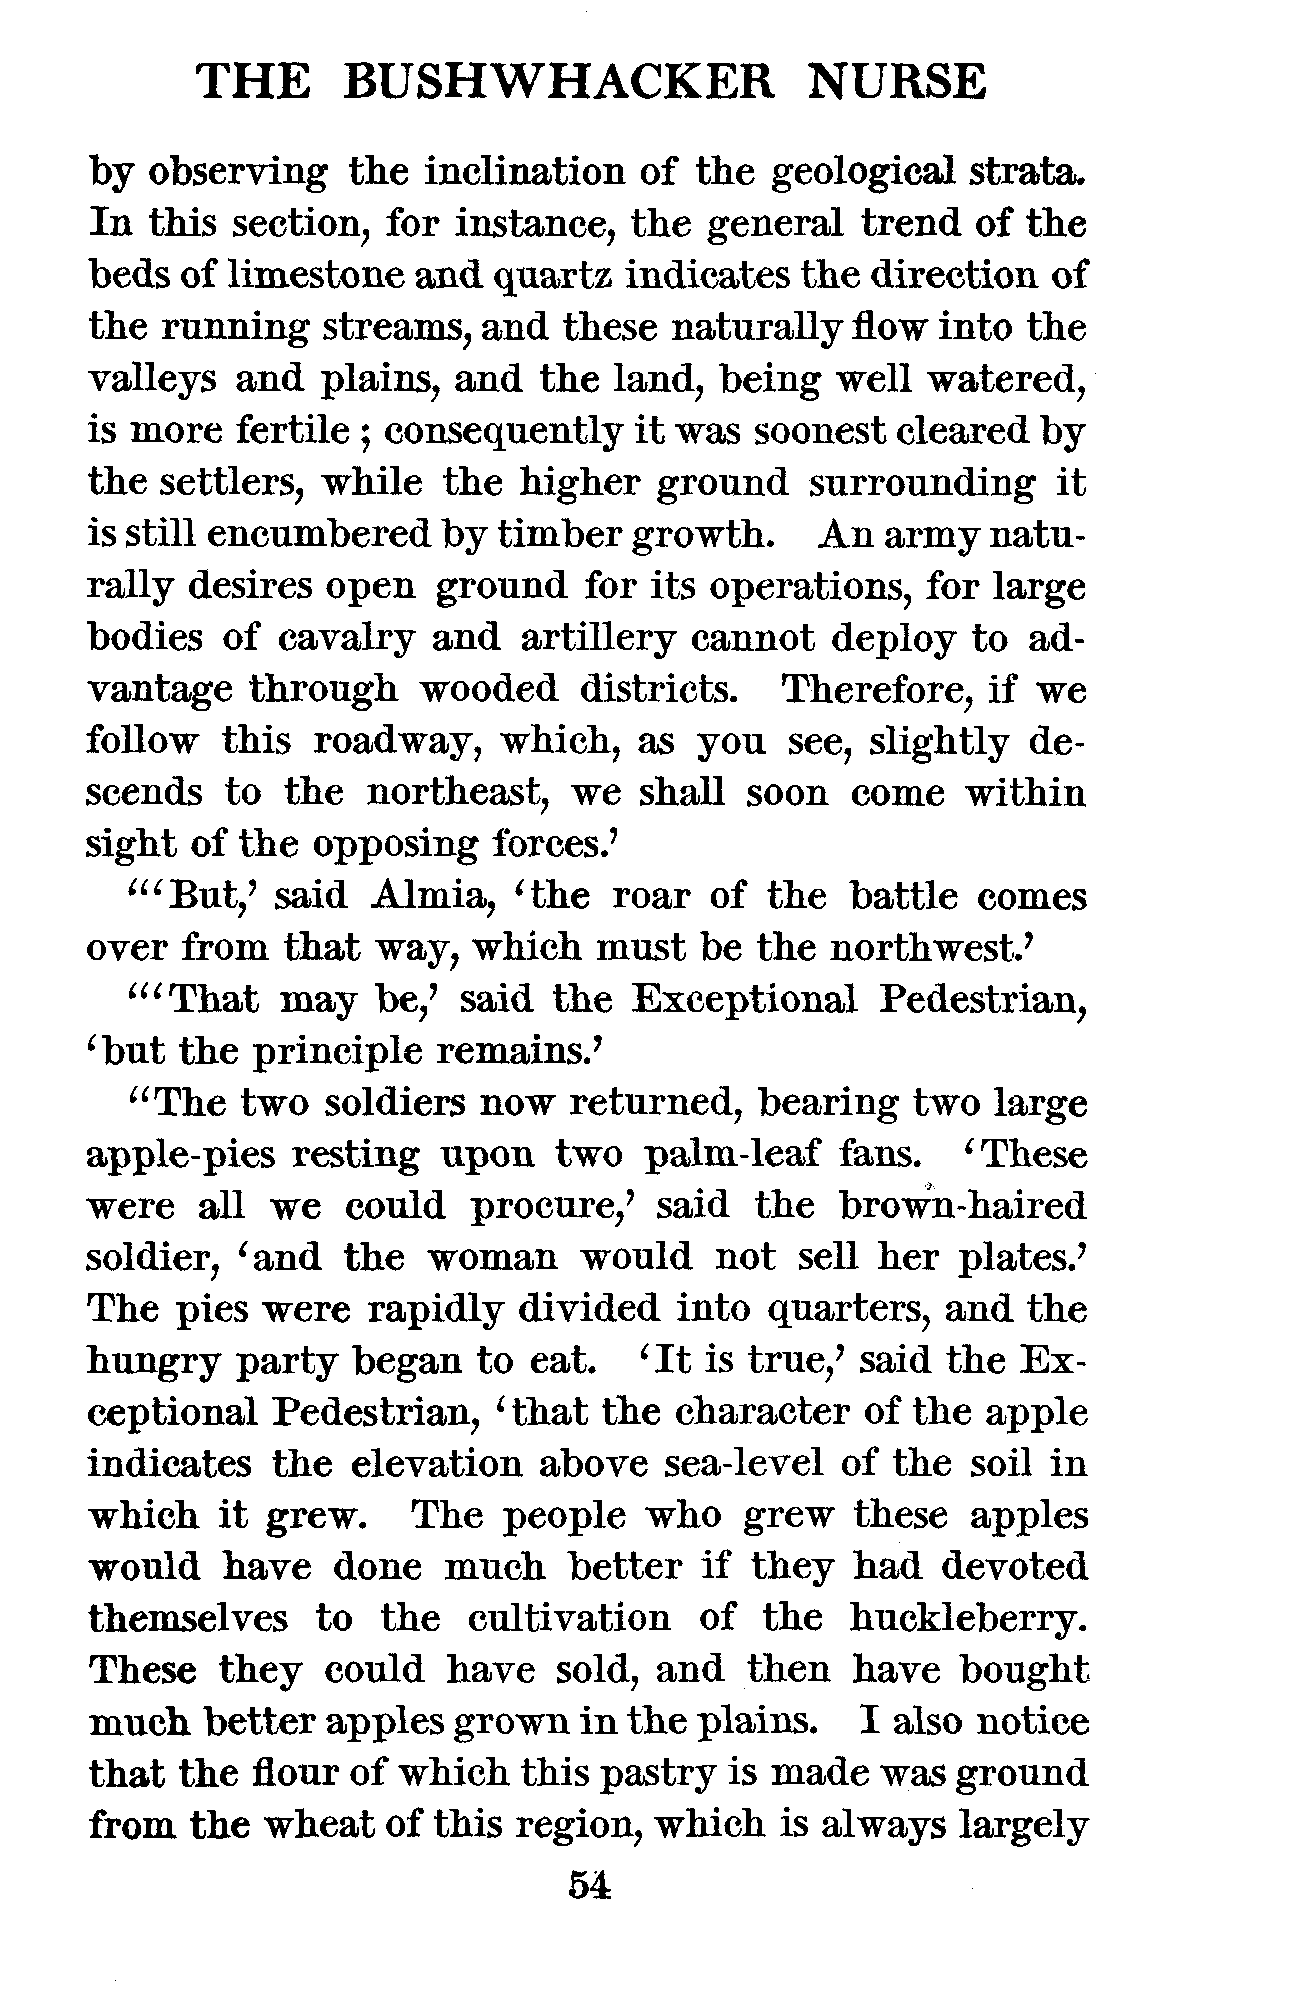 THE BUSHWHACKER NURSE
by observing the inclination of the geological strata.
In this section, for instance, the general trend of the
beds of limestone and quartz indicates the direction of
the running streams, and these naturally flow into the
valleys and plains, and the land, being well watered,
is more fertile ; consequently it was soonest cleared by
the settlers, while the higher ground surrounding it
is still encumbered by timber growth. An army natu-
rally desires open ground for its operations, for large
bodies of cavalry and artillery cannot deploy to ad-
vantage through wooded districts. Therefore, if we
follow this roadway, which, as you see, slightly de-
scends to the northeast, we shall soon come within
sight of the opposing forces.’
“‘But,’ said Almia, ‘the roar of the battle comes
over from that way, which must be the northwest.’
“‘That may be,’ said the Exceptional Pedestrian,
‘but the principle remains.’
“The two soldiers now returned, bearing two large
apple-pies resting upon two palm-leaf fans. ‘These
were all we could procure,’ said the brown-haired
soldier, ‘and the woman would not sell her plates.’
The pies were rapidly divided into quarters, and the
hungry party began to eat. ‘It is true,’ said the Ex-
ceptional Pedestrian, ‘that the character of the apple
indicates the elevation above sea-level of the soil in
which it grew. The people who grew these apples
would have done much better if they had devoted
themselves to the cultivation of the huckleberry.
These they could have sold, and then have bought
much better apples grown in the plains. I also notice
that the flour of which this pastry is made was ground
from the wheat of this region, which is always largely
54